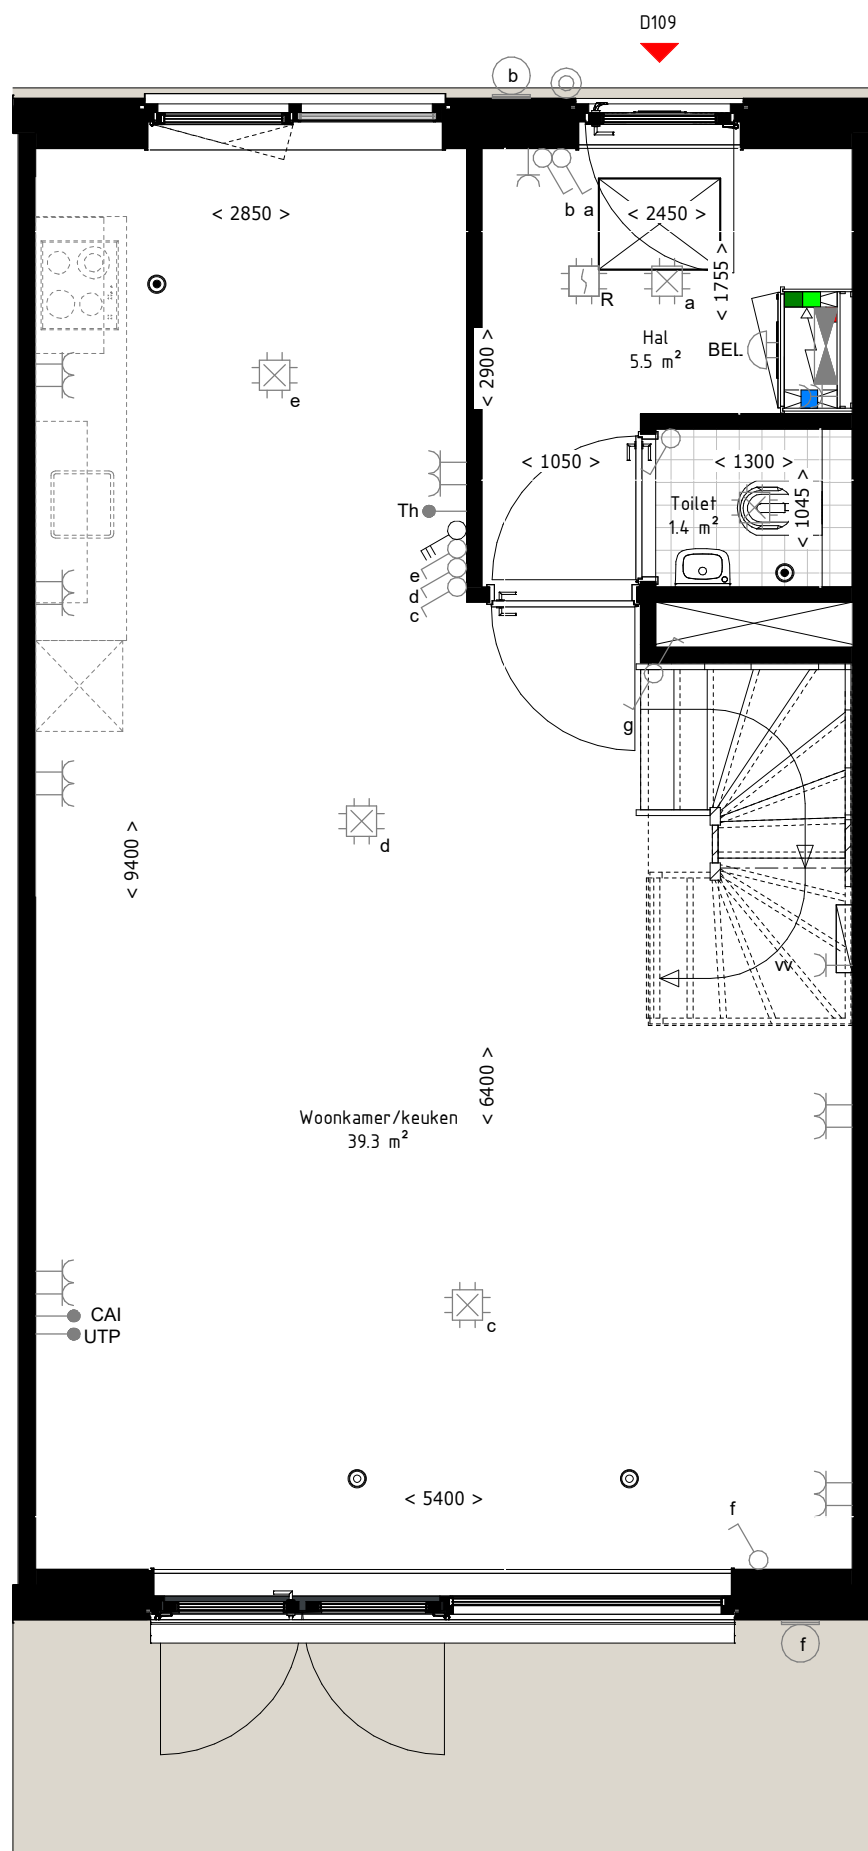 D109
b
b a
< 2850 >
< 2450 >
< 1755 >
R
a
Hal
5.5 m²
BEL
< 2900 >
e
< 1050 >
< 1300 >
< 1045 >
Toilet
1.4 m²
Th
e
d
c
g
d
< 9400 >
vv
< 6400 >
Woonkamer/keuken
39.3 m²
CAI
UTP
c
< 5400 >
f
f